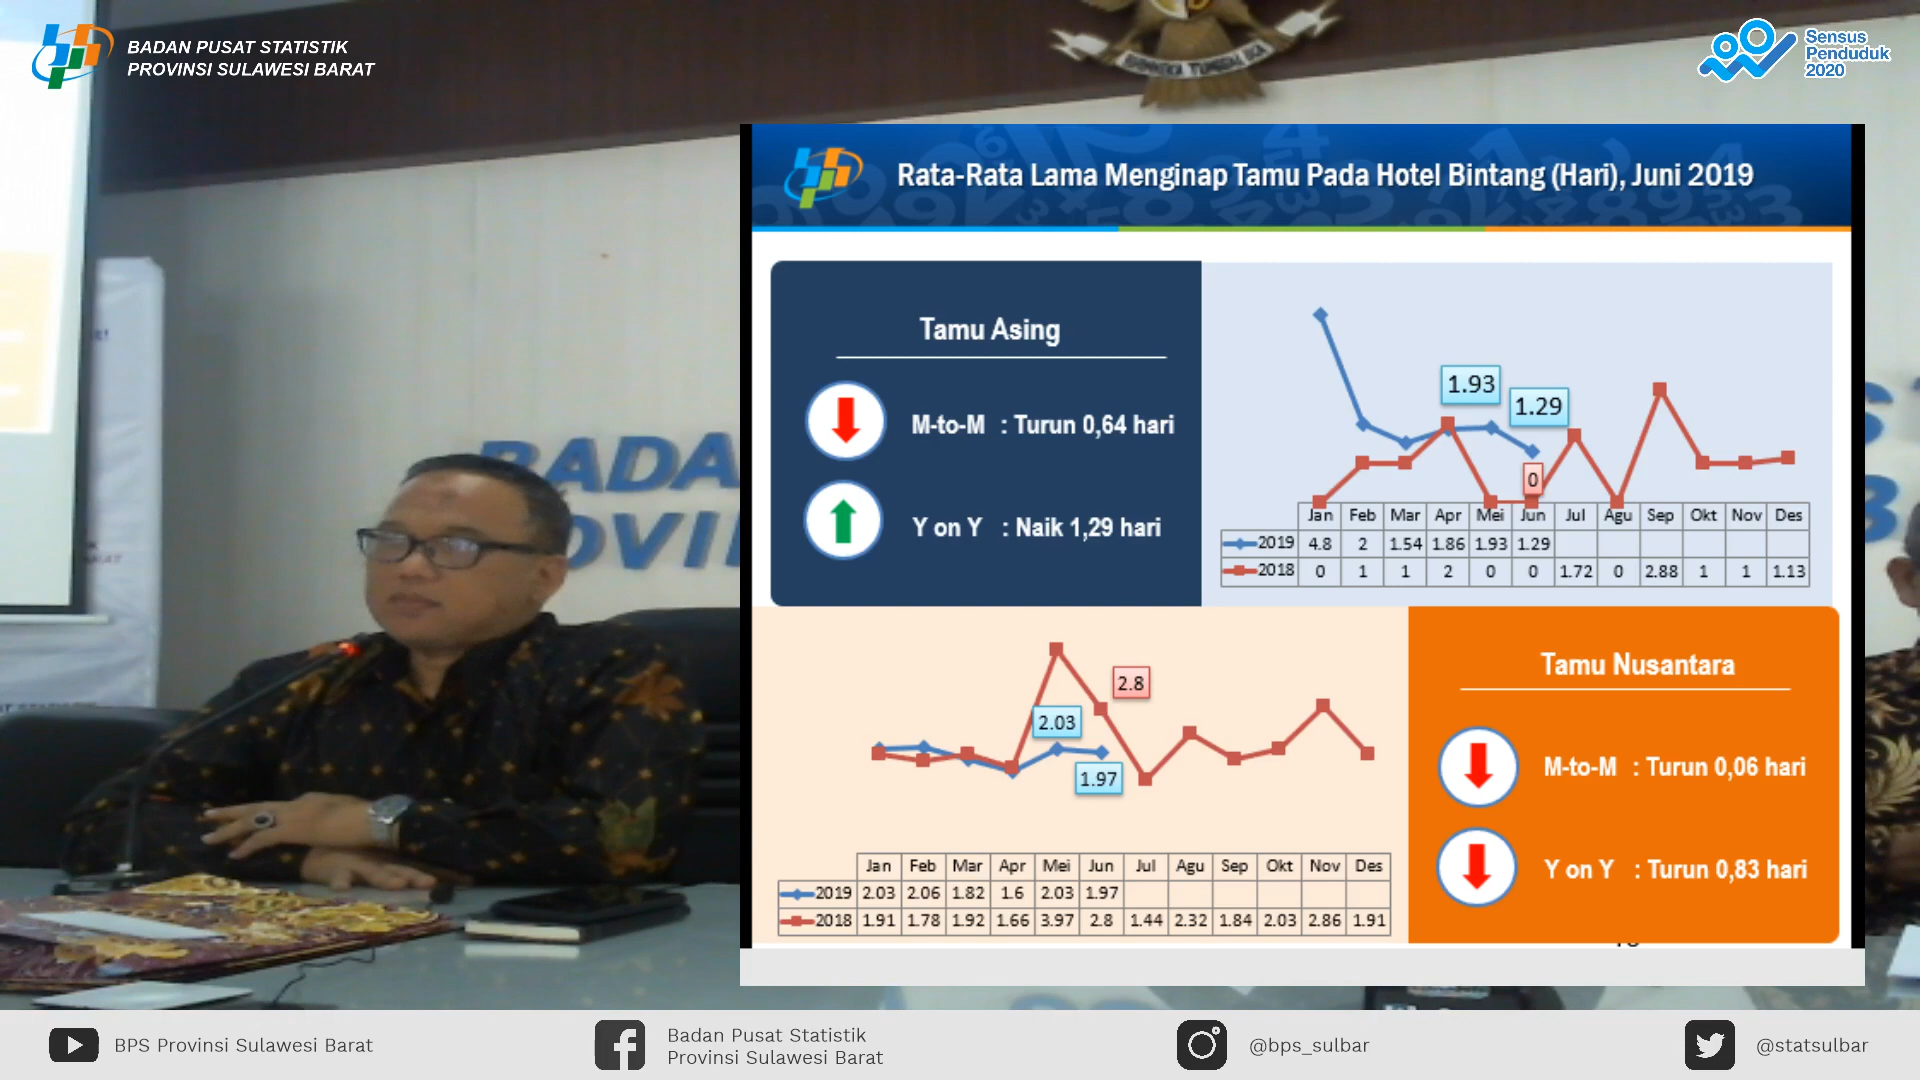 BADAN PUSAT STATISTIK
PROVINSI SULAWESI BARAT
BHINNEKA TUNGGAL IKA
Sensus
Penduduk
2020
Rata-Rata Lama Menginap Tamu Pada Hotel Bintang (Hari), Juni 2019
Tamu Asing
M-to-M : Turun 0,64 hari
Y on Y : Naik 1,29 hari
1.93
1.29
0
Jan Feb Mar Apr Mei Jun Jul Agu Sep Okt Nov Des
2019 4.8 2 1.54 1.86 1.93 1.29
2018 0 1 1 2 0 0 1.72 0 2.88 1 1 1.13
2.8
2.03
1.97
Jan Feb Mar Apr Mei Jun Jul Agu Sep Okt Nov Des
2019 2.03 2.06 1.82 1.6 2.03 1.97
2018 1.91 1.78 1.92 1.66 3.97 2.8 1.44 2.32 1.84 2.03 2.86 1.91
Tamu Nusantara
M-to-M : Turun 0,06 hari
Y on Y : Turun 0,83 hari
BADA
OVI
BPS Provinsi Sulawesi Barat
Badan Pusat Statistik
Provinsi Sulawesi Barat
@bps_sulbar
@statsulbar